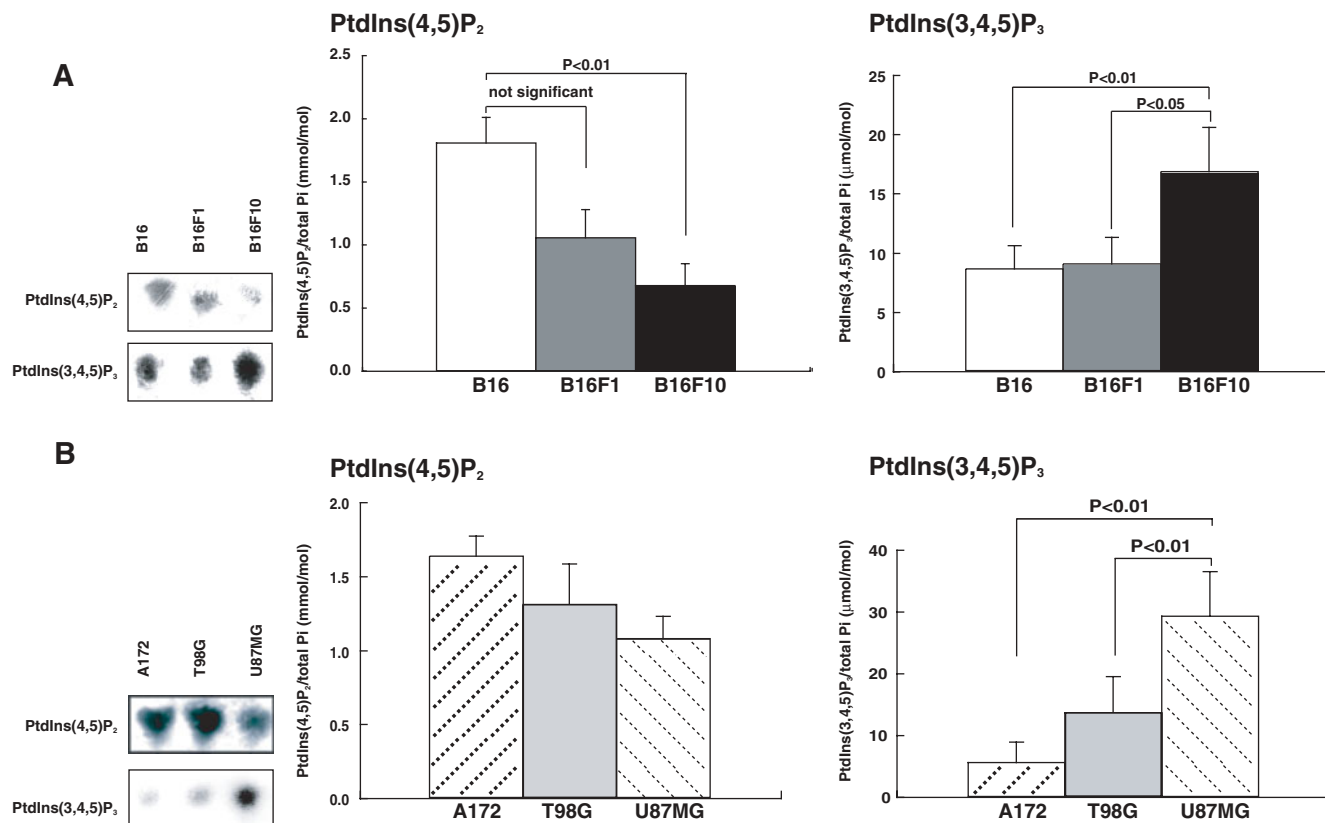 A
B16
B16F1
B16F10
PtdIns(4,5)P₂
PtdIns(3,4,5)P₃
PtdIns(4,5)P₂
PtdIns(4,5)P₂/total Pi (mmol/mol)
2.5
2.0
1.5
1.0
0.5
0.0
P<0.01
not significant
B16
B16F1
B16F10
PtdIns(3,4,5)P₃
PtdIns(3,4,5)P₃/total Pi (μmol/mol)
25
20
15
10
5
0
P<0.01
P<0.05
B16
B16F1
B16F10
B
A172
T98G
U87MG
PtdIns(4,5)P₂
PtdIns(3,4,5)P₃
PtdIns(4,5)P₂
PtdIns(4,5)P₂/total Pi (mmol/mol)
2.0
1.5
1.0
0.5
0.0
A172
T98G
U87MG
PtdIns(3,4,5)P₃
PtdIns(3,4,5)P₃/total Pi (μmol/mol)
40
30
20
10
0
P<0.01
P<0.01
A172
T98G
U87MG